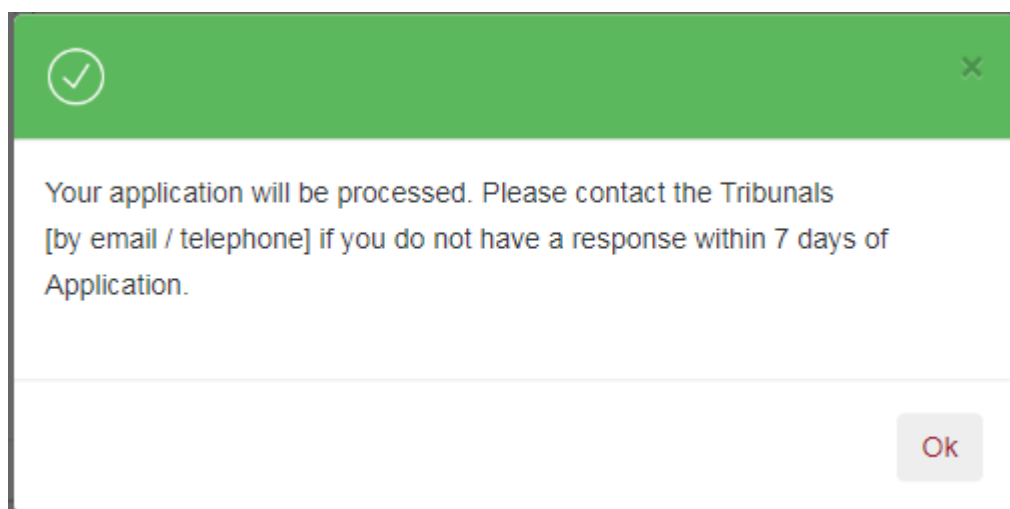 Your application will be processed. Please contact the Tribunals
[by email / telephone] if you do not have a response within 7 days of
Application.
Ok